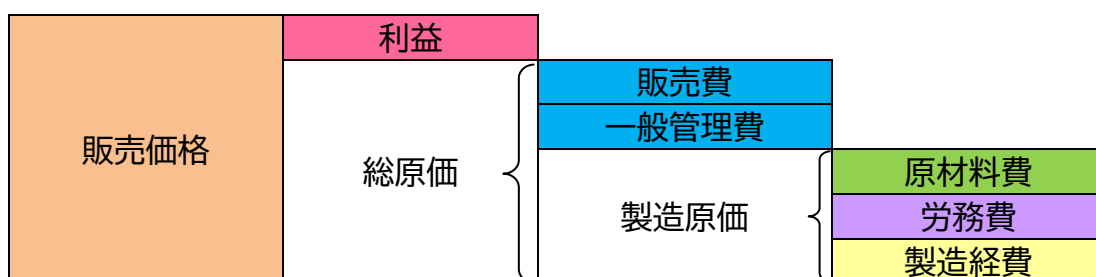 販売価格
利益
総原価
販売費
一般管理費
製造原価
原材料費
労務費
製造経費